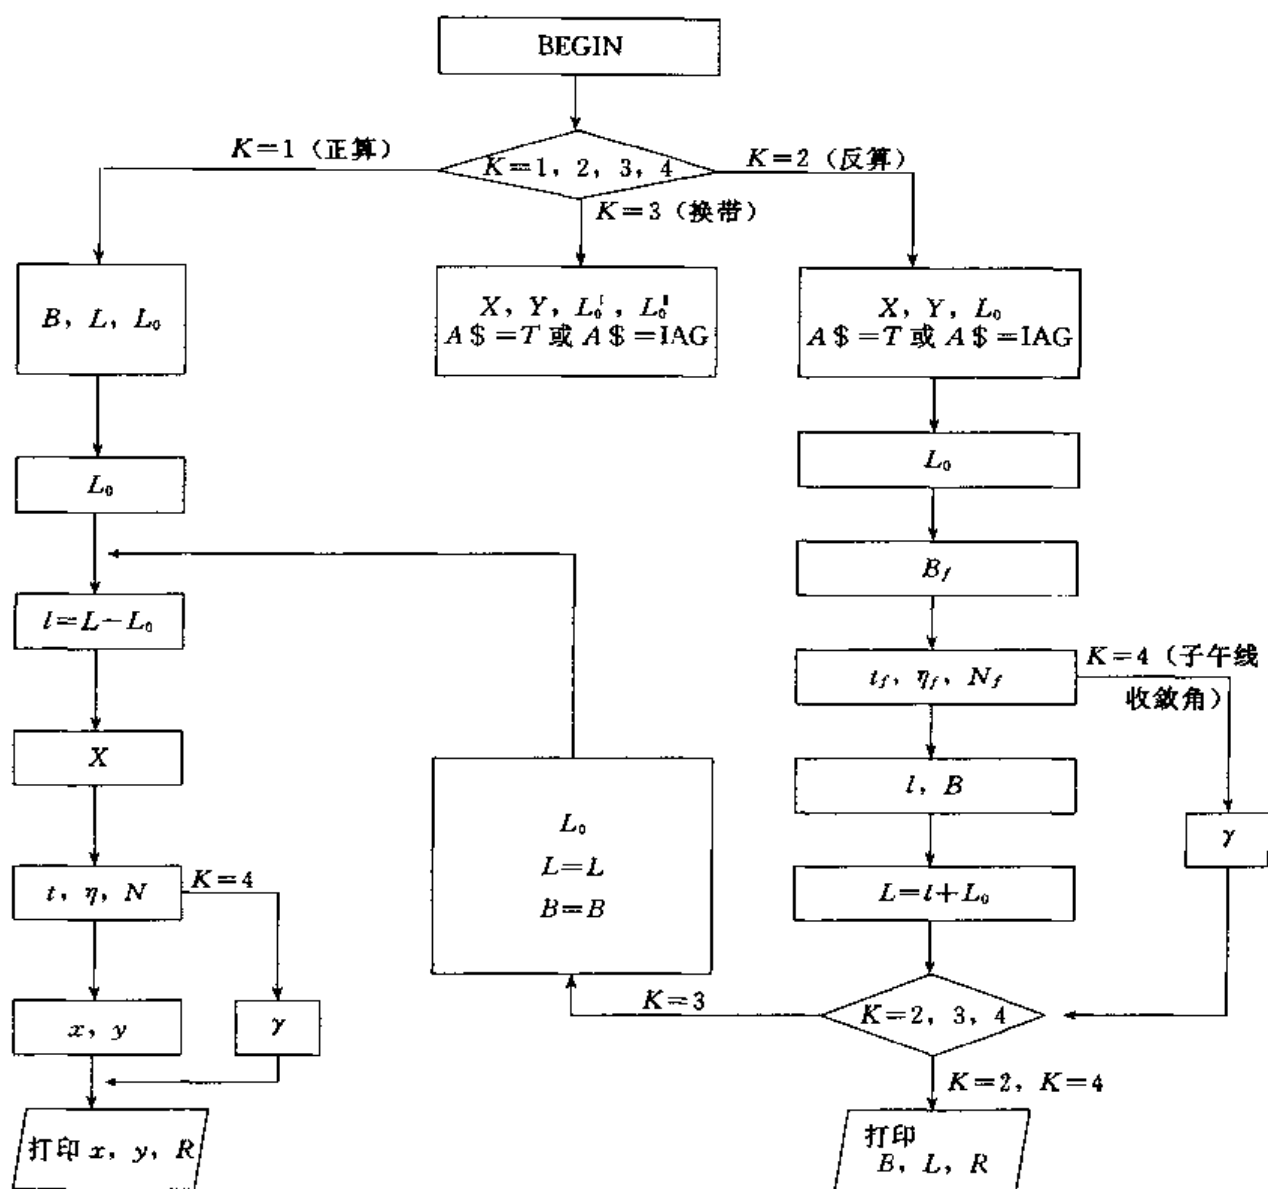 BEGIN
K=1（正算）
K=1, 2, 3, 4
K=2（反算）
K=3（换带）
B, L, L₀
X, Y, L₀ᴵ, L₀ᴵᴵ
A$=T 或 A$=IAG
X, Y, L₀
A$=T 或 A$=IAG
L₀
L₀
B_f
l=L-L₀
t_f, η_f, N_f
K=4（子午线
收敛角）
X
l, B
L₀
L=L
B=B
γ
t, η, N
K=4
L=l+L₀
x, y
γ
K=3
K=2, 3, 4
K=2, K=4
打印 x, y, R
打印
B, L, R